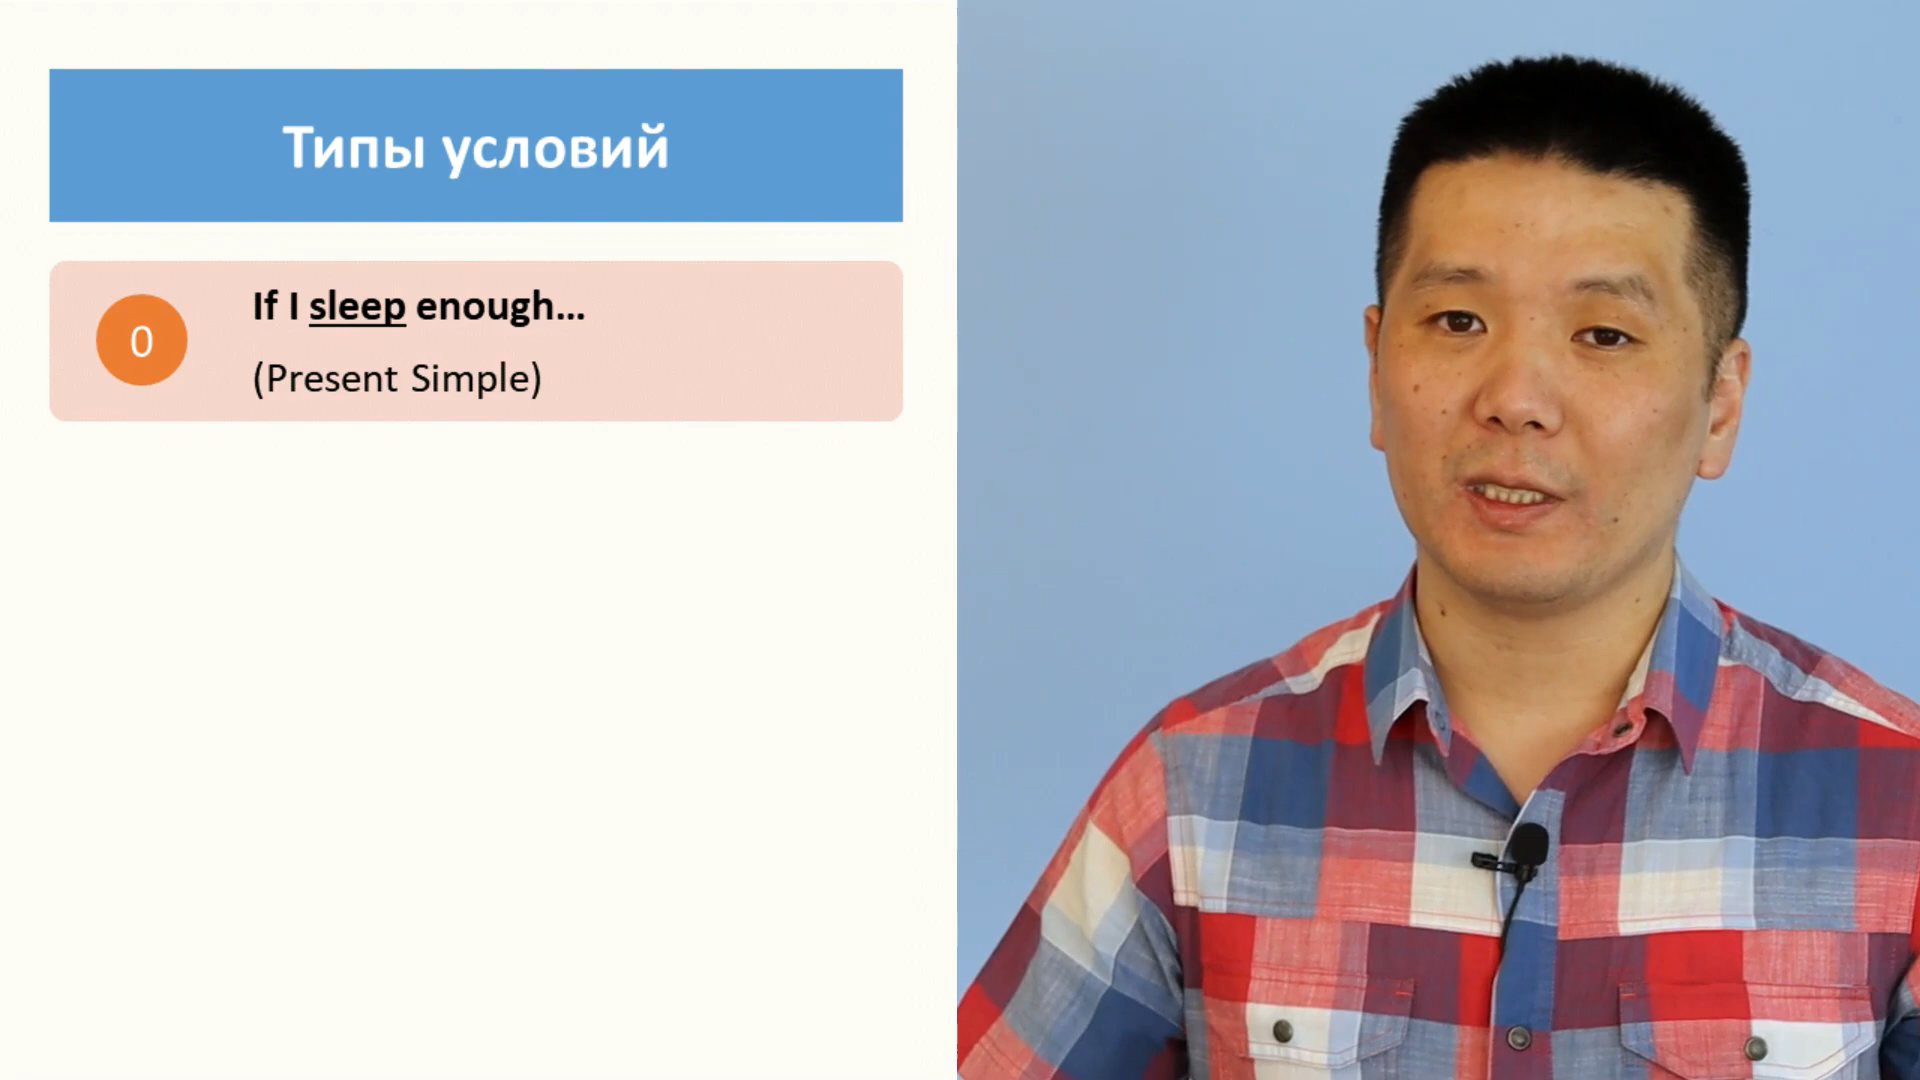 Типы условий
0
If I sleep enough...
(Present Simple)